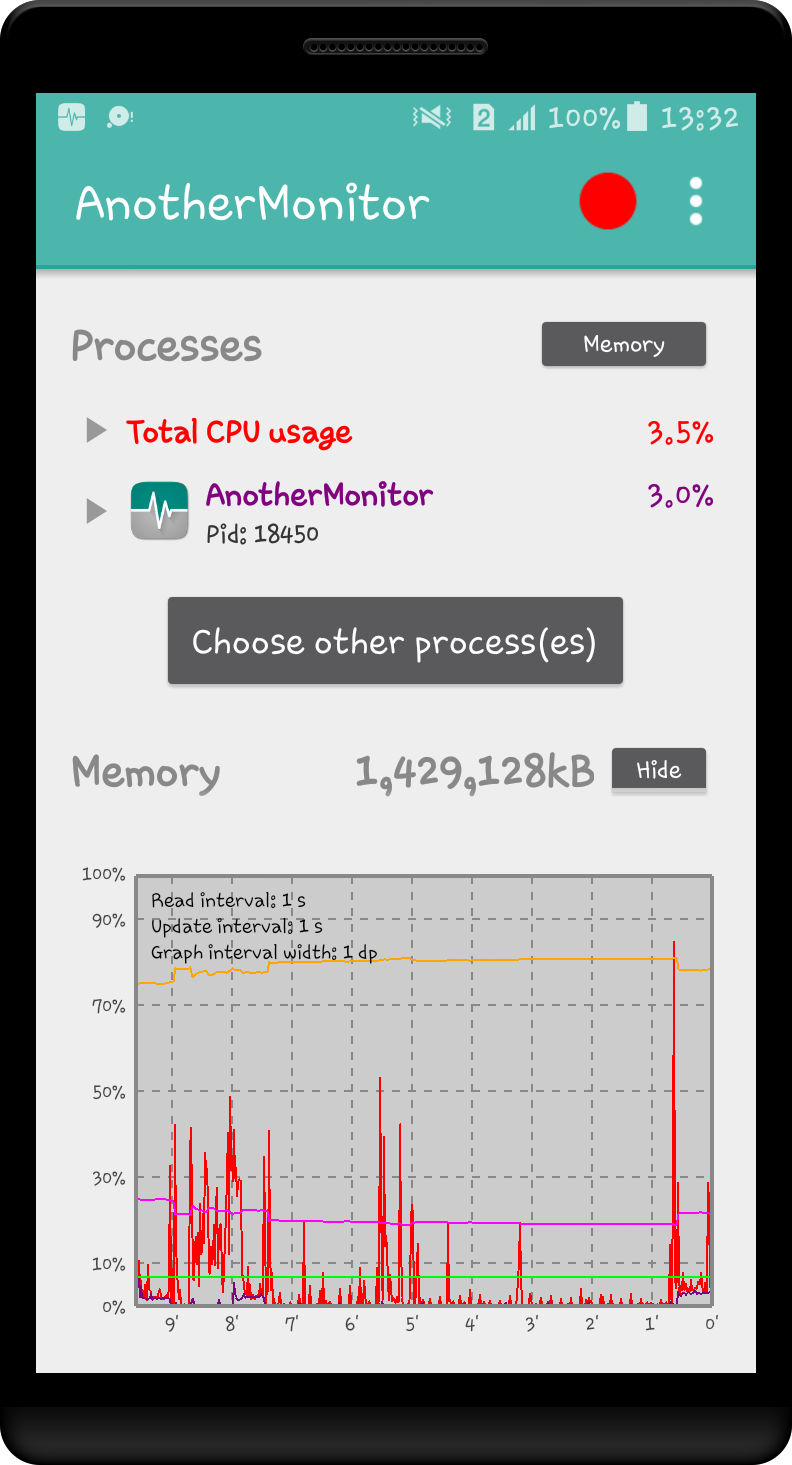 2 100% 13:32
AnotherMonitor
Processes Memory
Total CPU usage 3.5%
AnotherMonitor 3.0%
Pid: 18450
Choose other process(es)
Memory 1,429,128kB Hide
100%
Read interval: 1 s
90%
Update interval: 1 s
Graph interval width: 1 dp
70%
50%
30%
10%
0%
9' 8' 7' 6' 5' 4' 3' 2' 1' 0'